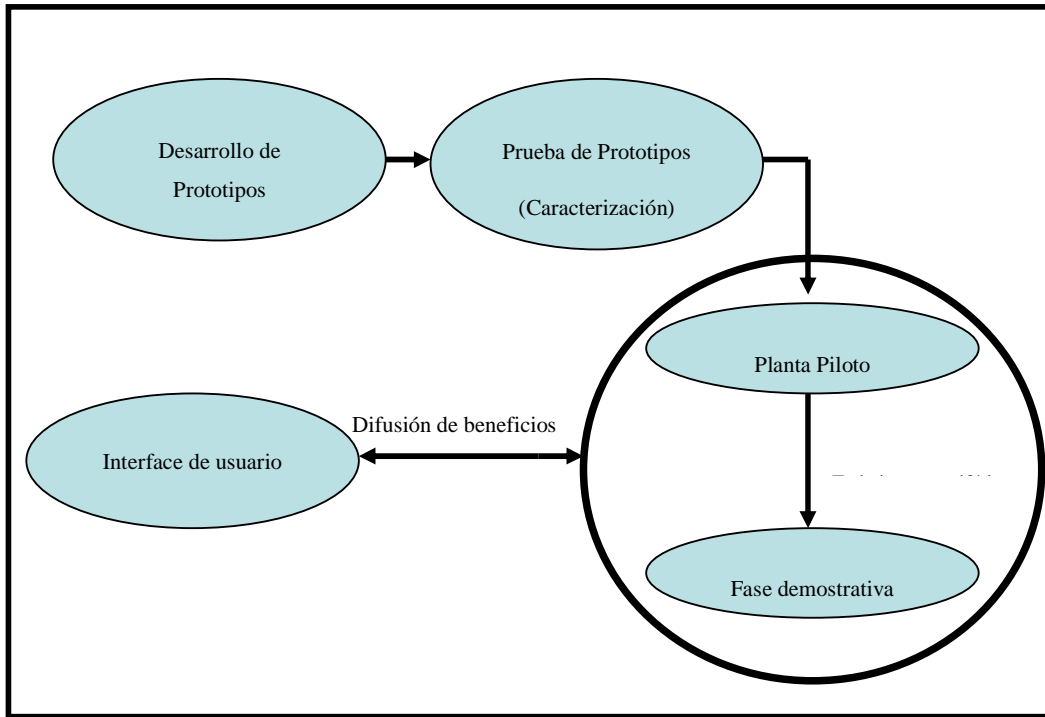 Desarrollo de
Prototipos
Prueba de Prototipos
(Caracterización)
Planta Piloto
Difusión de beneficios
Interface de usuario
Fase demostrativa